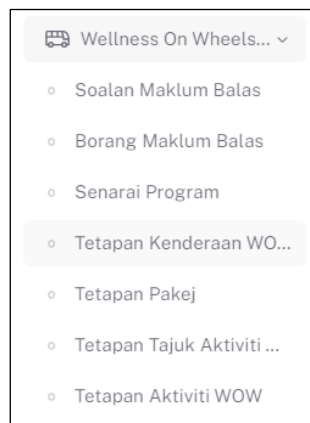 Wellness On Wheels...
Soalan Maklum Balas
Borang Maklum Balas
Senarai Program
Tetapan Kenderaan WO...
Tetapan Pakej
Tetapan Tajuk Aktiviti ...
Tetapan Aktiviti WOW